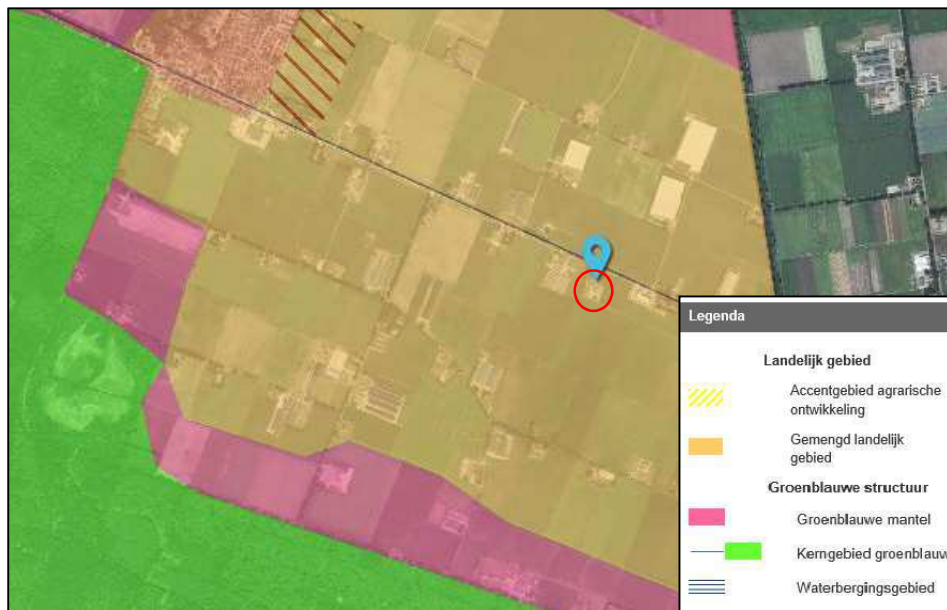 Legenda
Landelijk gebied
Accentgebied agrarische
ontwikkeling
Gemengd landelijk
gebied
Groenblauwe structuur
Groenblauwe mantel
Kerngebied groenblauw
Waterbergingsgebied